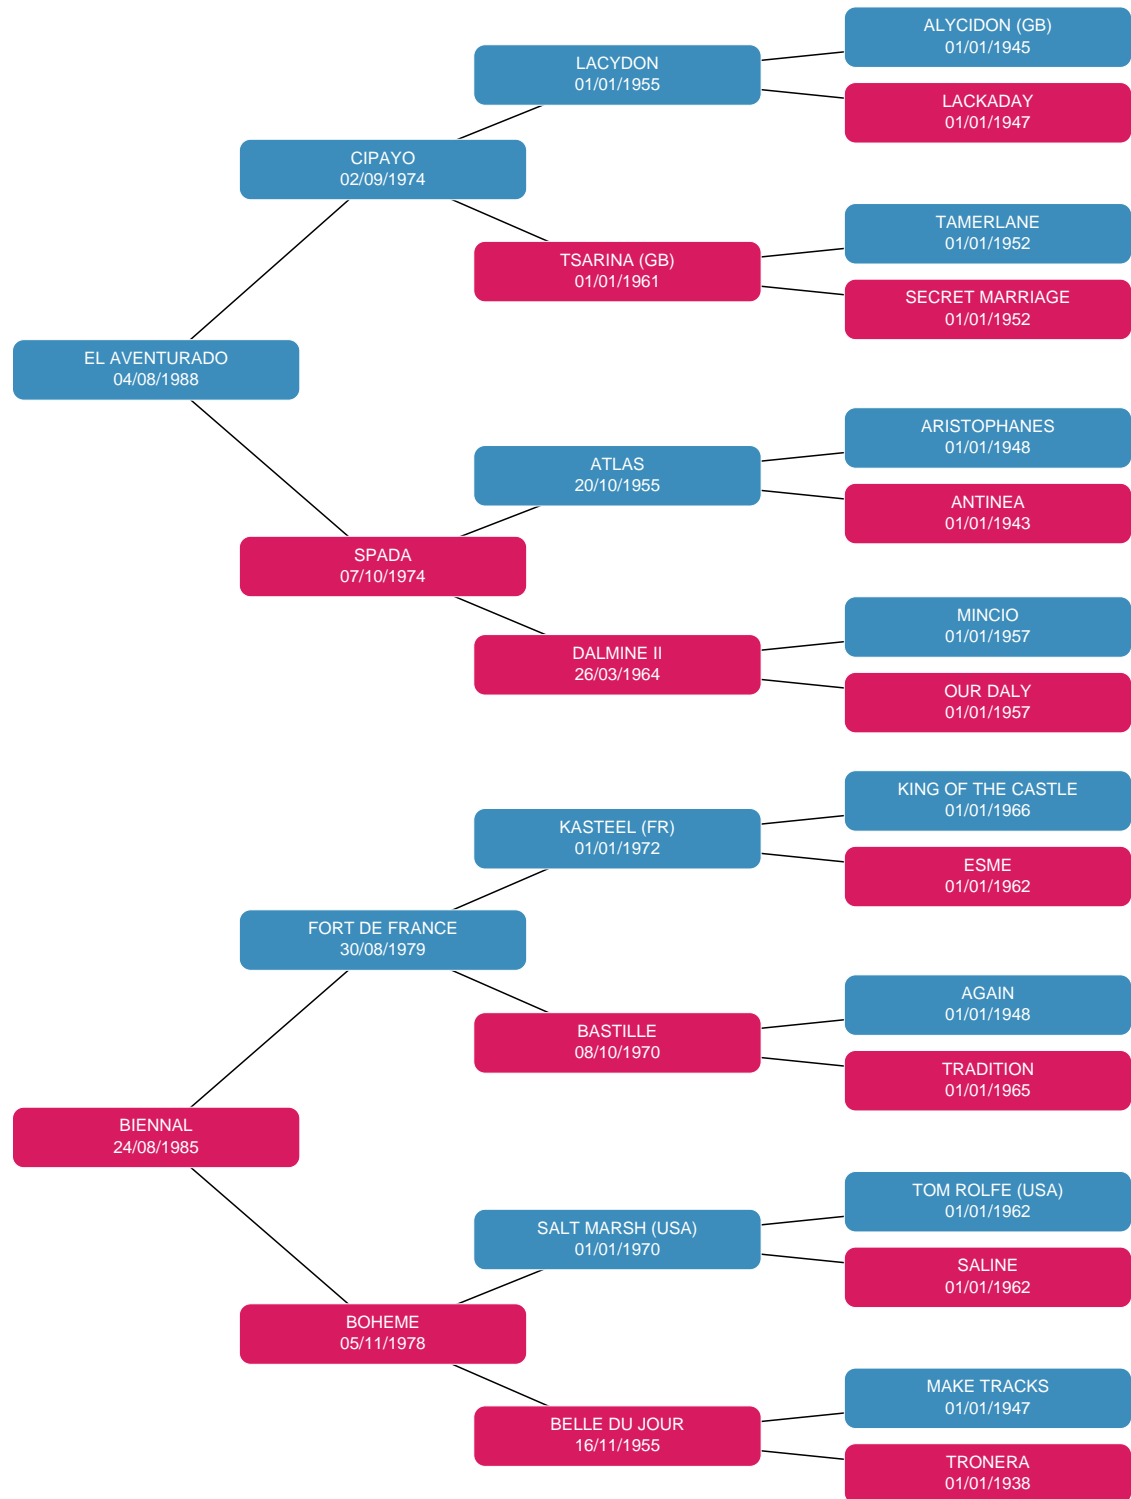 ALYCIDON (GB)
01/01/1945
LACYDON
01/01/1955
LACKADAY
01/01/1947
CIPAYO
02/09/1974
TAMERLANE
01/01/1952
TSARINA (GB)
01/01/1961
SECRET MARRIAGE
01/01/1952
EL AVENTURADO
04/08/1988
ARISTOPHANES
01/01/1948
ATLAS
20/10/1955
ANTINEA
01/01/1943
SPADA
07/10/1974
MINCIO
01/01/1957
DALMINE II
26/03/1964
OUR DALY
01/01/1957
KING OF THE CASTLE
01/01/1966
KASTEEL (FR)
01/01/1972
ESME
01/01/1962
FORT DE FRANCE
30/08/1979
AGAIN
01/01/1948
BASTILLE
08/10/1970
TRADITION
01/01/1965
BIENNAL
24/08/1985
TOM ROLFE (USA)
01/01/1962
SALT MARSH (USA)
01/01/1970
SALINE
01/01/1962
BOHEME
05/11/1978
MAKE TRACKS
01/01/1947
BELLE DU JOUR
16/11/1955
TRONERA
01/01/1938